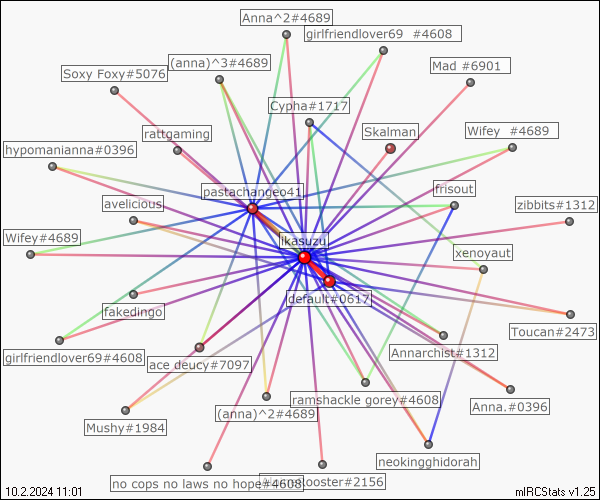 Anna^2#4689
girlfriendlover69 #4608
(anna)^3#4689
Mad #6901
Soxy Foxy#5076
Cypha#1717
rattgaming
Skalman
Wifey #4689
hypomanianna#0396
pastachangeo41
frisout
avelicious
zibbits#1312
Wifey#4689
ikasuzu
xenoyaut
fakedingo
default#0617
Toucan#2473
girlfriendlover69#4608
ace deucy#7097
Annarchist#1312
Mushy#1984
(anna)^2#4689
ramshackle gorey#4608
Anna.#0396
neokingghidorah
no cops no laws no hope#4608
#2156
10.2.2024 11:01
mIRCStats v1.25